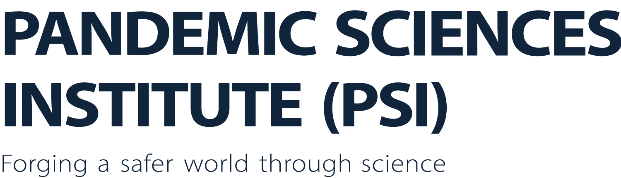 PANDEMIC SCIENCES
INSTITUTE (PSI)
Forging a safer world through science